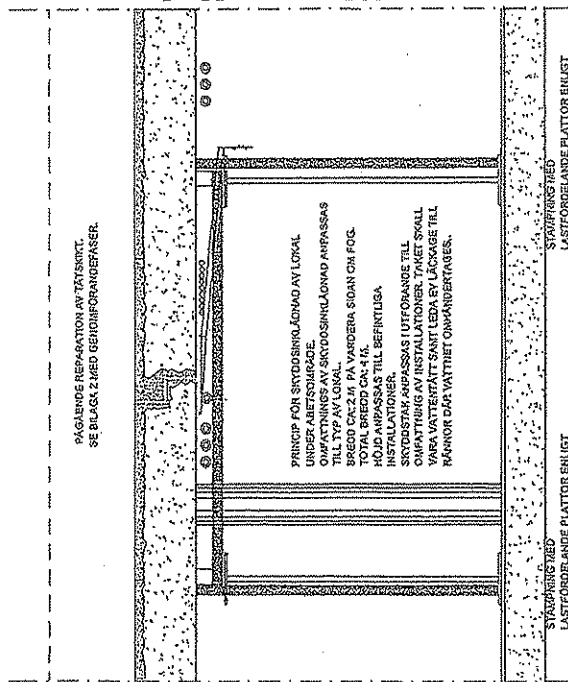 PÅGÅENDE REPARATION AV TÄTSKIKT.
SE BILAGA 2 MED GENOMFÖRANDEFASER.
PRINCIP FÖR SKYDDSINKLÄDNAD AV LOKAL
UNDER ABETSOMRÅDE.
OMFATTNINGS AV SKYDDSINKLÄDNAD ANPASSAS
TILL TYP AV LOKAL.
BREDD CA: 2 M PÅ VARDERA SIDAN OM FOG.
TOTAL BREDD CA: 4 M.
HÖJD ANPASSAS TILL BEFINTLIGA
INSTALLATIONER.
SKYDDSTAK ANPASSAS I UTFÖRANDE TILL
OMFATTNING AV INSTALLATIONER. TAKET SKALL
VARA VATTENTÄTT SAMT LEDA EV LÄCKAGE TILL
RÄNNOR DÄR VATTNET OMHÄNDERTAGES.
STÄMPNING MED
LASTFÖRDELANDE PLATTOR ENLIGT
STÄMPNING MED
LASTFÖRDELANDE PLATTOR ENLIGT